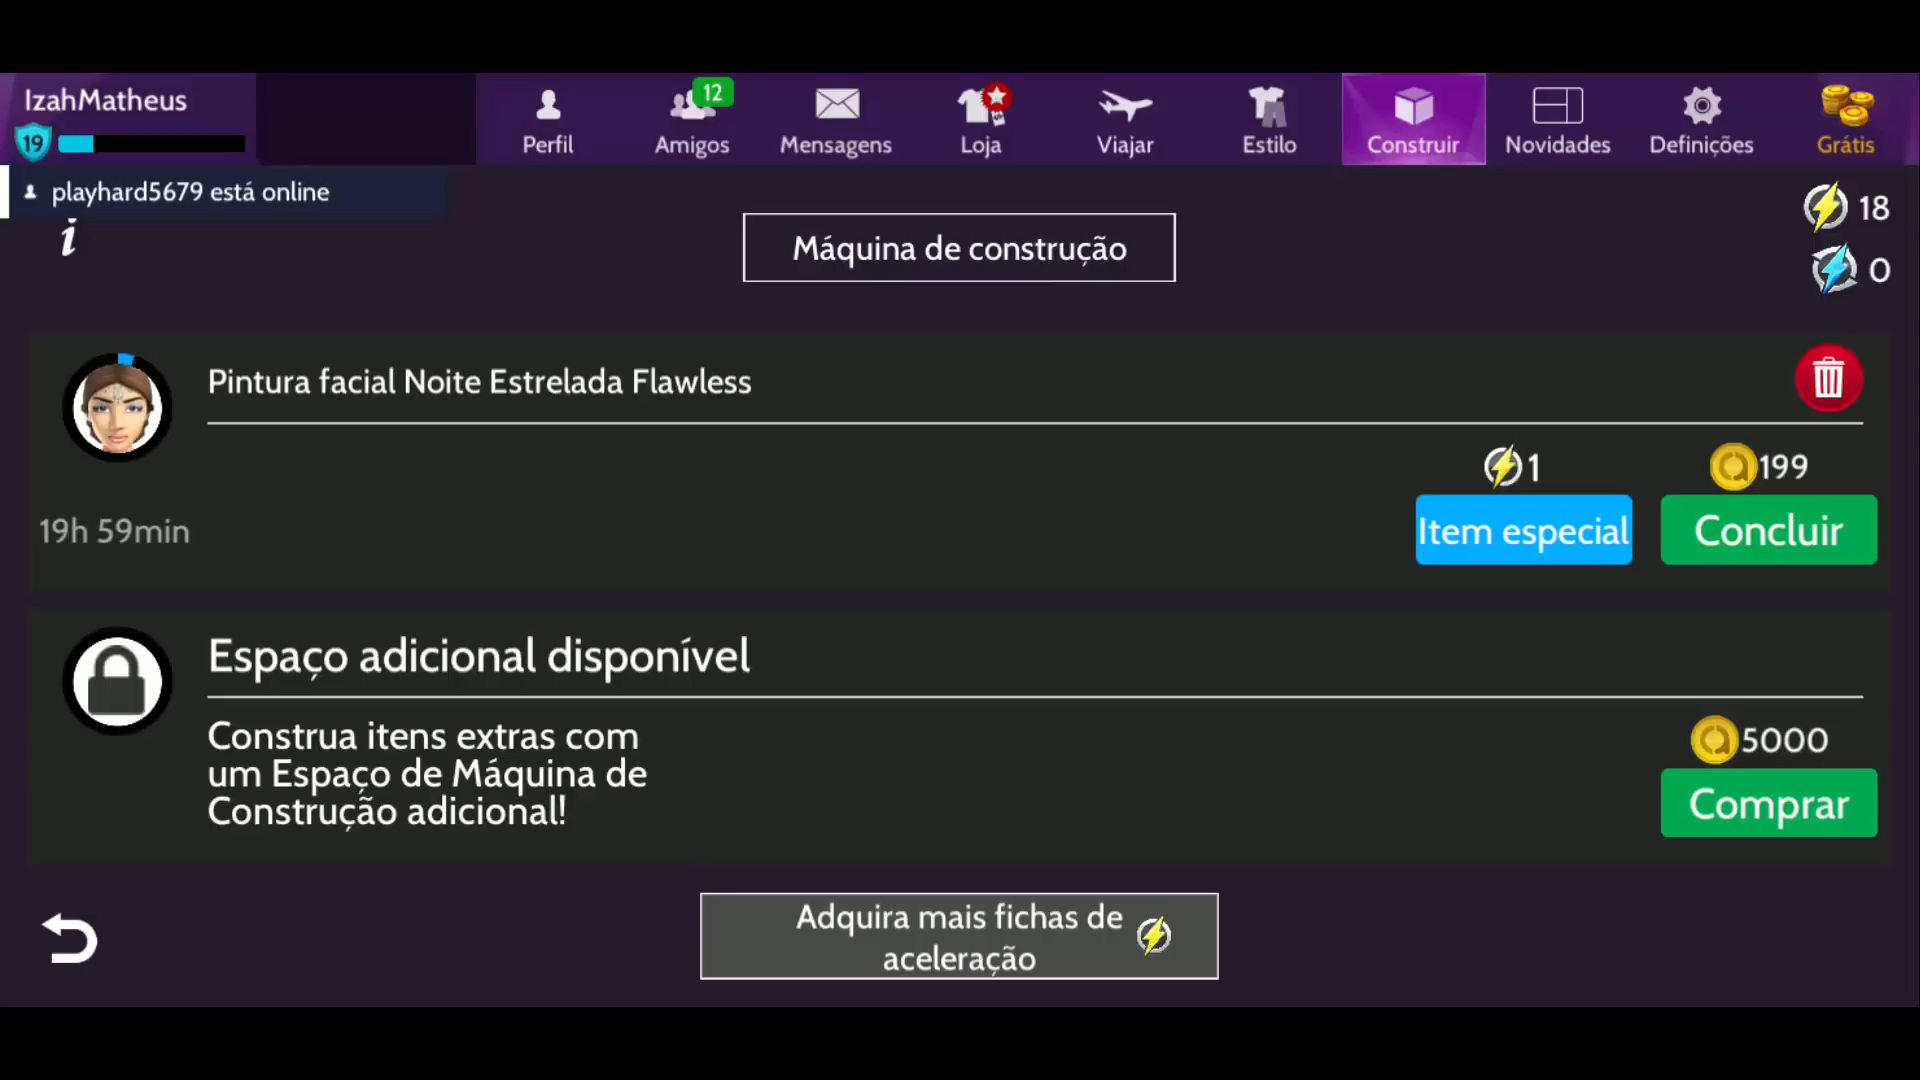 IzahMatheus
19
Perfil
12
Amigos
Mensagens
Loja
Viajar
Estilo
Construir
Novidades
Definições
Grátis
playhard5679 está online
i
Máquina de construção
18
0
Pintura facial Noite Estrelada Flawless
1
199
19h 59min
Item especial
Concluir
Espaço adicional disponível
Construa itens extras com
um Espaço de Máquina de
Construção adicional!
5000
Comprar
Adquira mais fichas de
aceleração